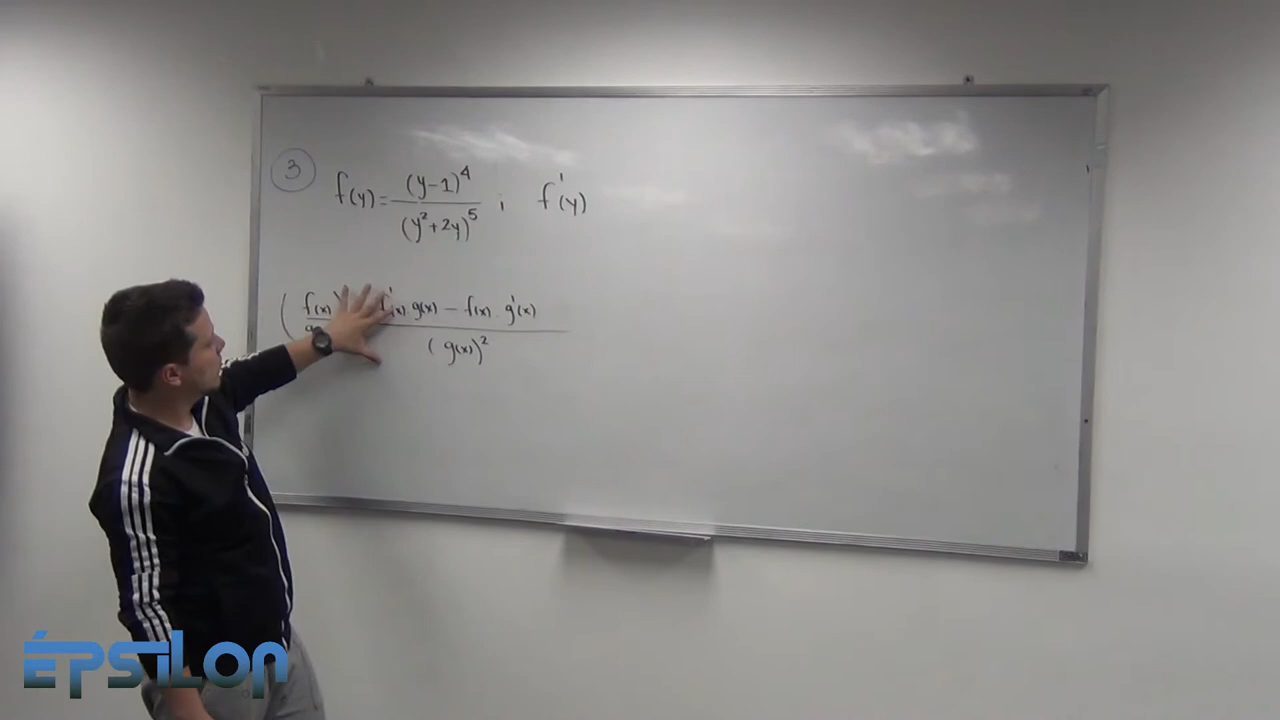 3
f(y) = (y-1)^4 / (y^2+2y)^5 ; f'(y)
( f(x) f'(x) g(x) - f(x) . g'(x)
(g(x))^2
ÉPSILON